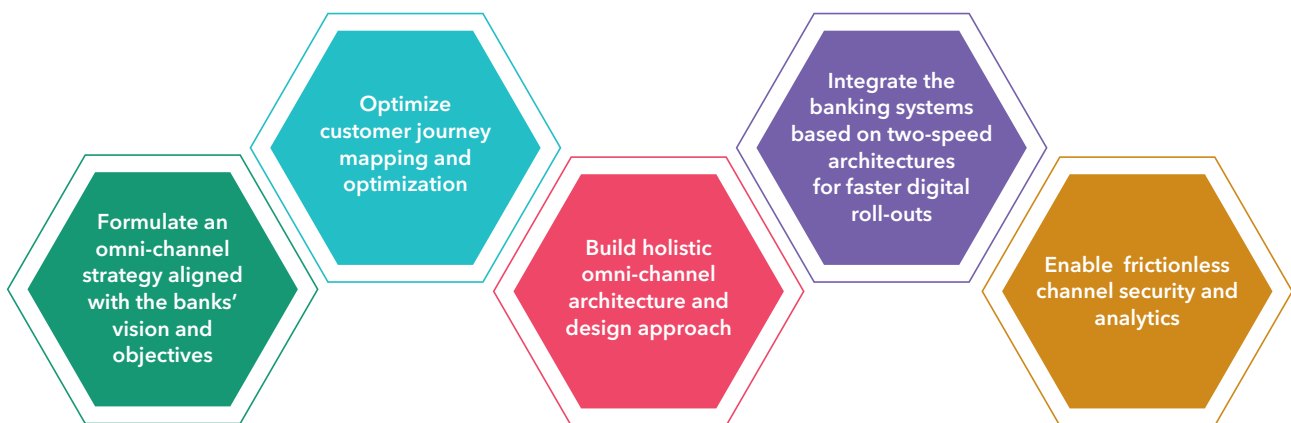 Formulate an
omni-channel
strategy aligned
with the banks’
vision and
objectives
Optimize
customer journey
mapping and
optimization
Build holistic
omni-channel
architecture and
design approach
Integrate the
banking systems
based on two-speed
architectures
for faster digital
roll-outs
Enable  frictionless
channel security and
analytics